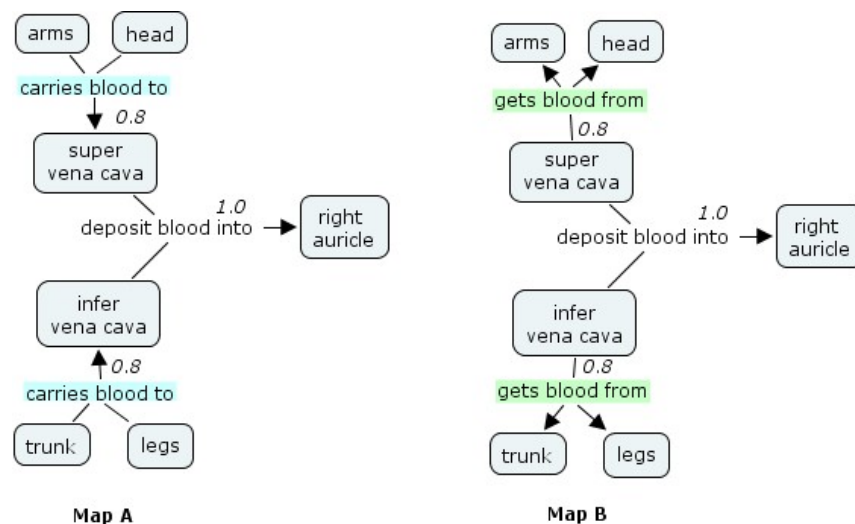 arms
head
carries blood to
0.8
super
vena cava
1.0
deposit blood into
right
auricle
infer
vena cava
0.8
carries blood to
trunk
legs
Map A
arms
head
gets blood from
0.8
super
vena cava
1.0
deposit blood into
right
auricle
infer
vena cava
0.8
gets blood from
trunk
legs
Map B